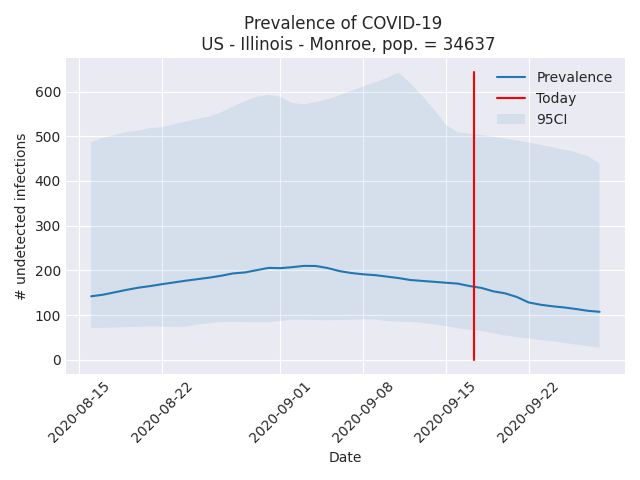 Prevalence of COVID-19
US - Illinois - Monroe, pop. = 34637
Prevalence
Today
95CI
# undetected infections
600
500
400
300
200
100
0
2020-08-15
2020-08-22
2020-09-01
2020-09-08
2020-09-15
2020-09-22
Date